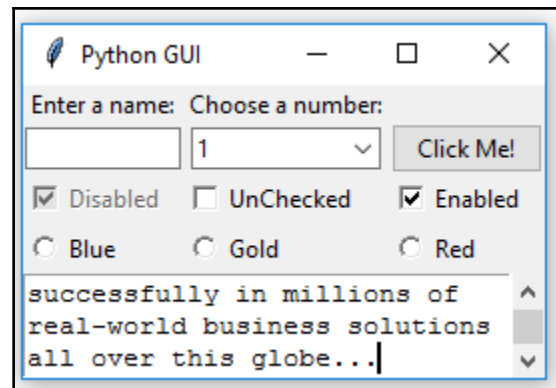 Python GUI
Enter a name: Choose a number:
1 Click Me!
Disabled UnChecked Enabled
Blue Gold Red
successfully in millions of
real-world business solutions
all over this globe...